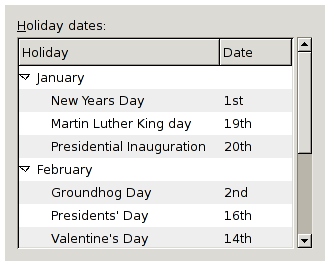 Holiday dates:
Holiday Date
January
New Years Day 1st
Martin Luther King day 19th
Presidential Inauguration 20th
February
Groundhog Day 2nd
Presidents' Day 16th
Valentine's Day 14th